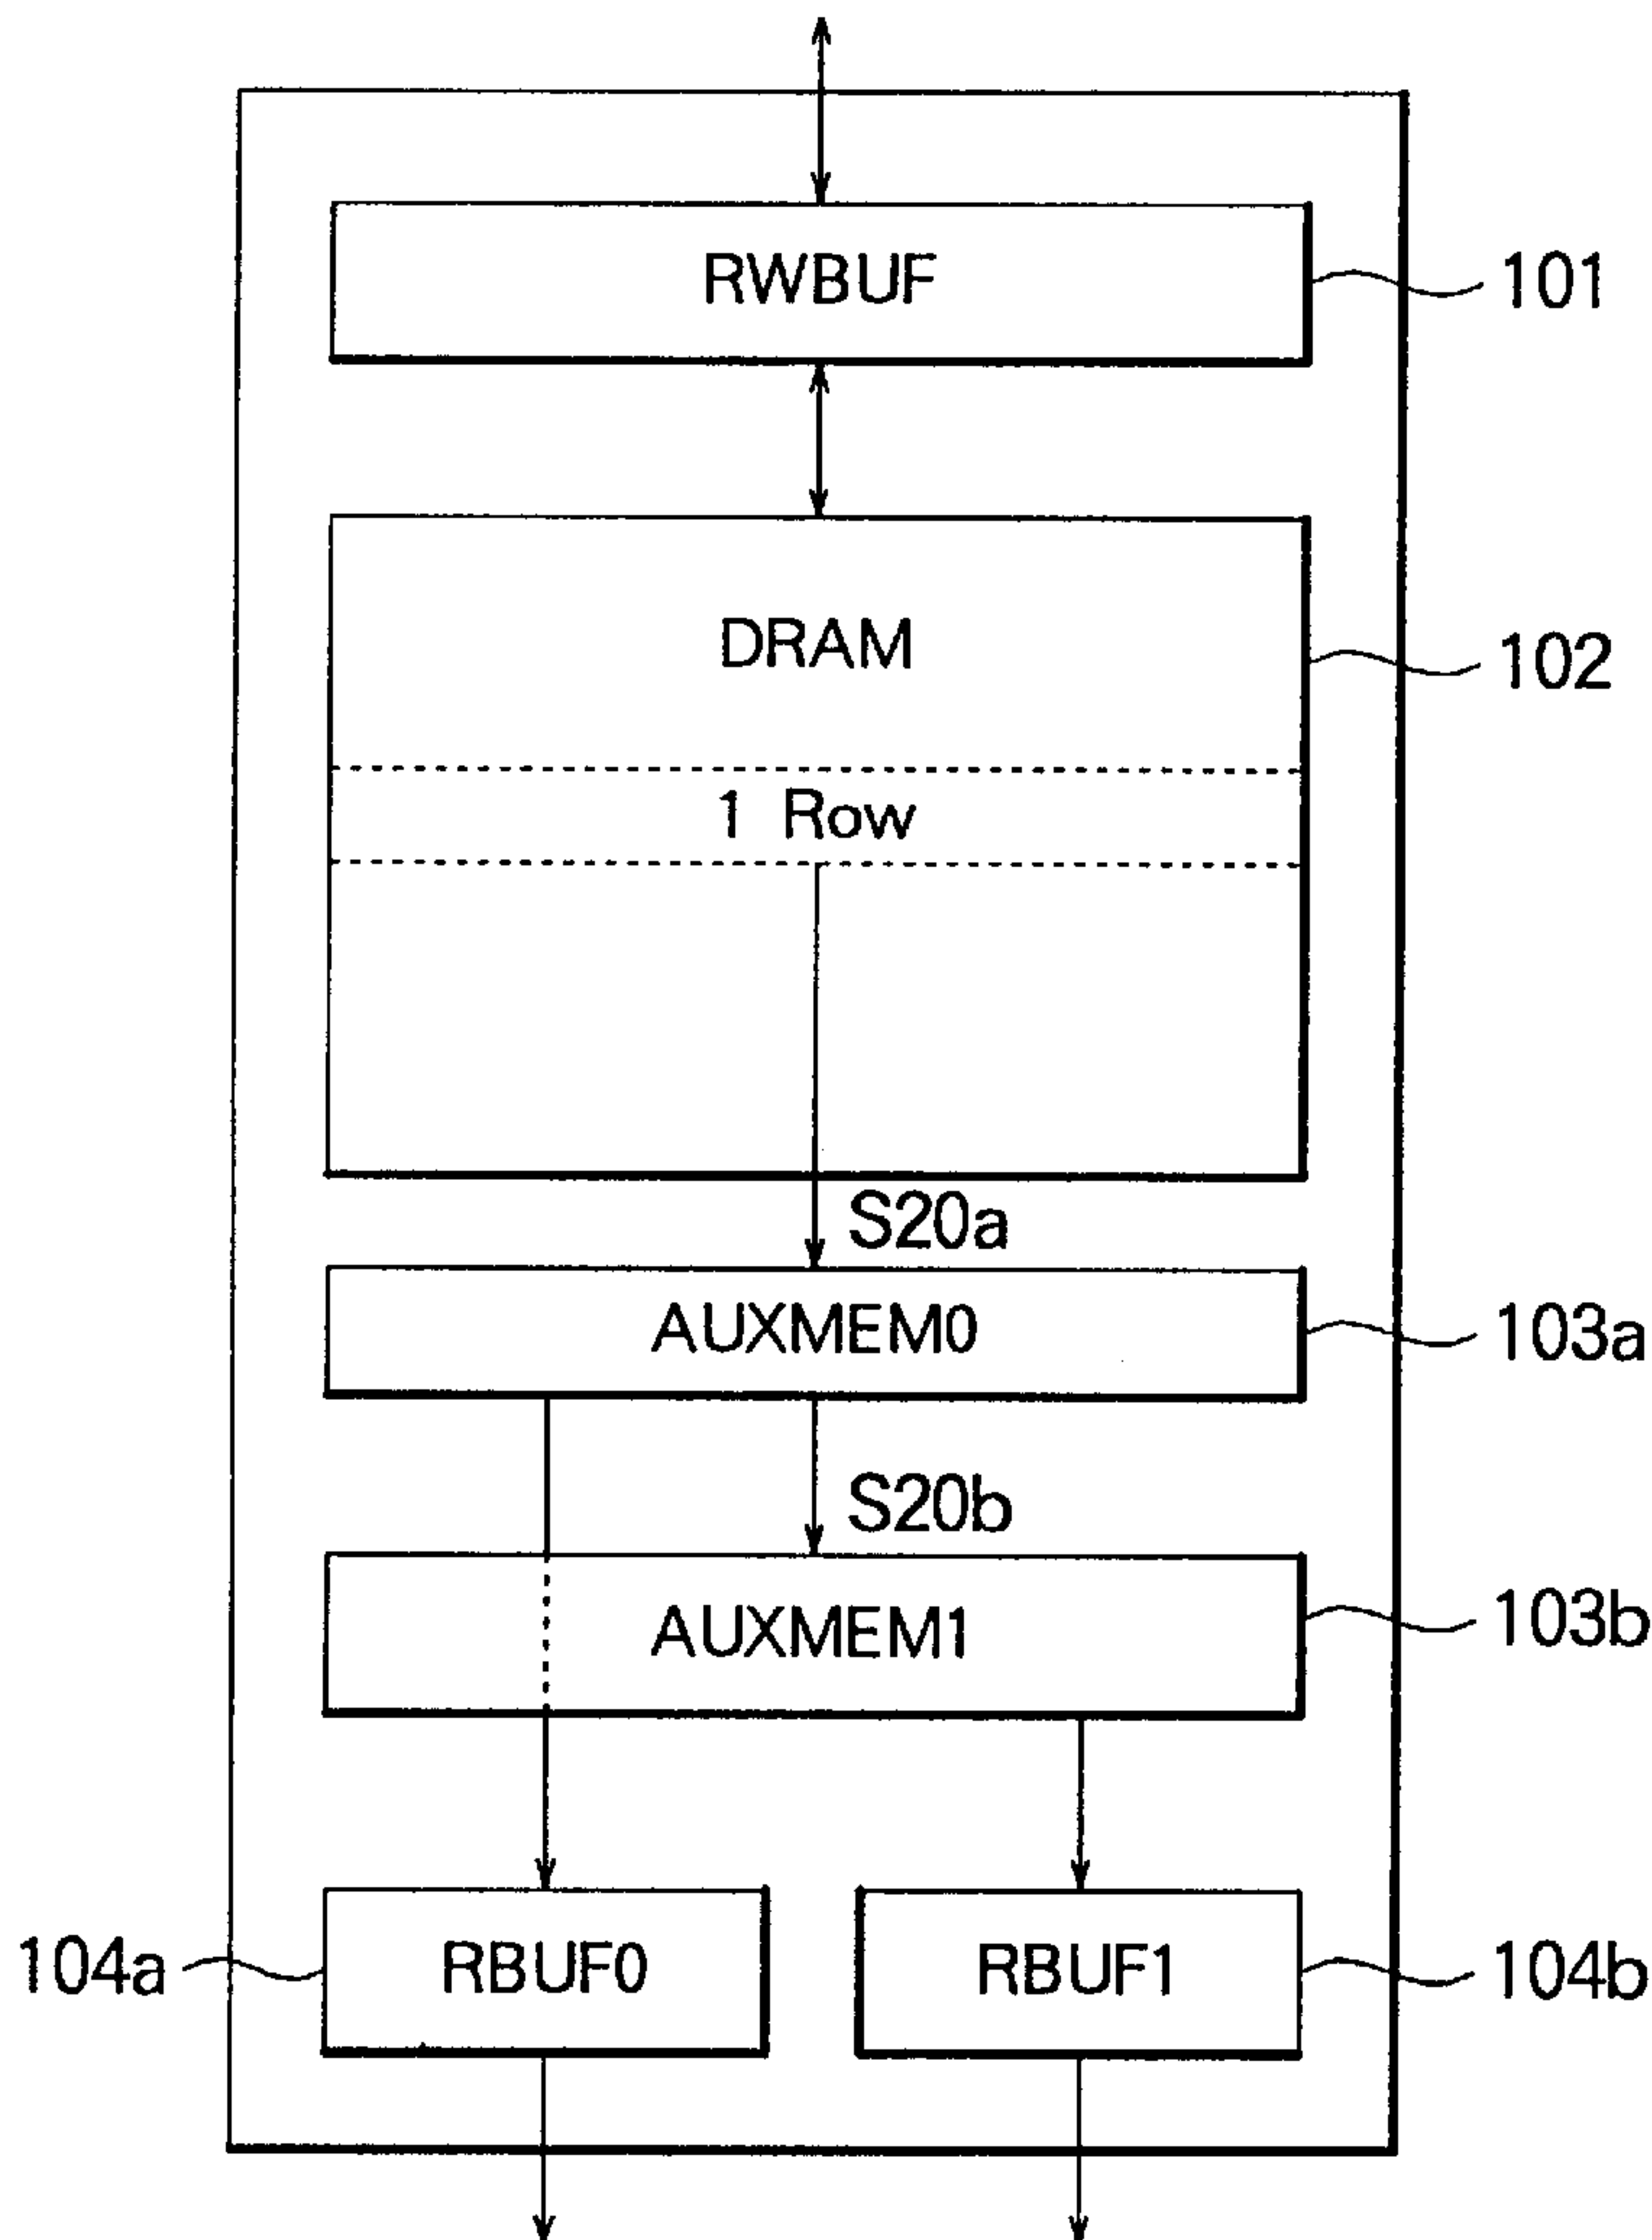 RWBUF
101
DRAM
102
1 Row
S20a
AUXMEM0
103a
S20b
AUXMEM1
103b
104a
RBUF0
RBUF1
104b